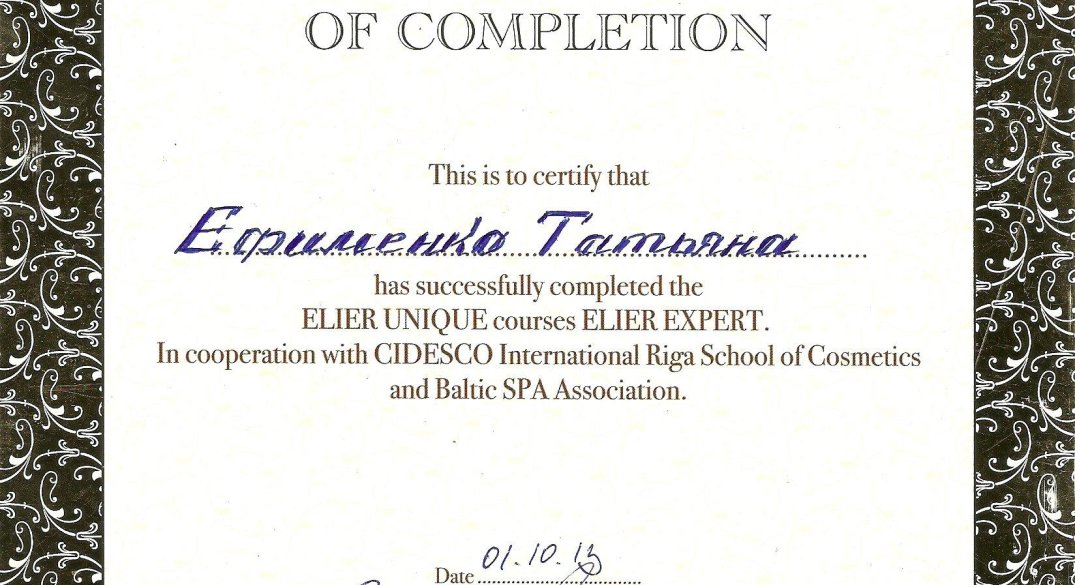 OF COMPLETION
This is to certify that
Ефименко Татьяна
has successfully completed the
ELIER UNIQUE courses ELIER EXPERT.
In cooperation with CIDESCO International Riga School of Cosmetics
and Baltic SPA Association.
Date 01.10.13